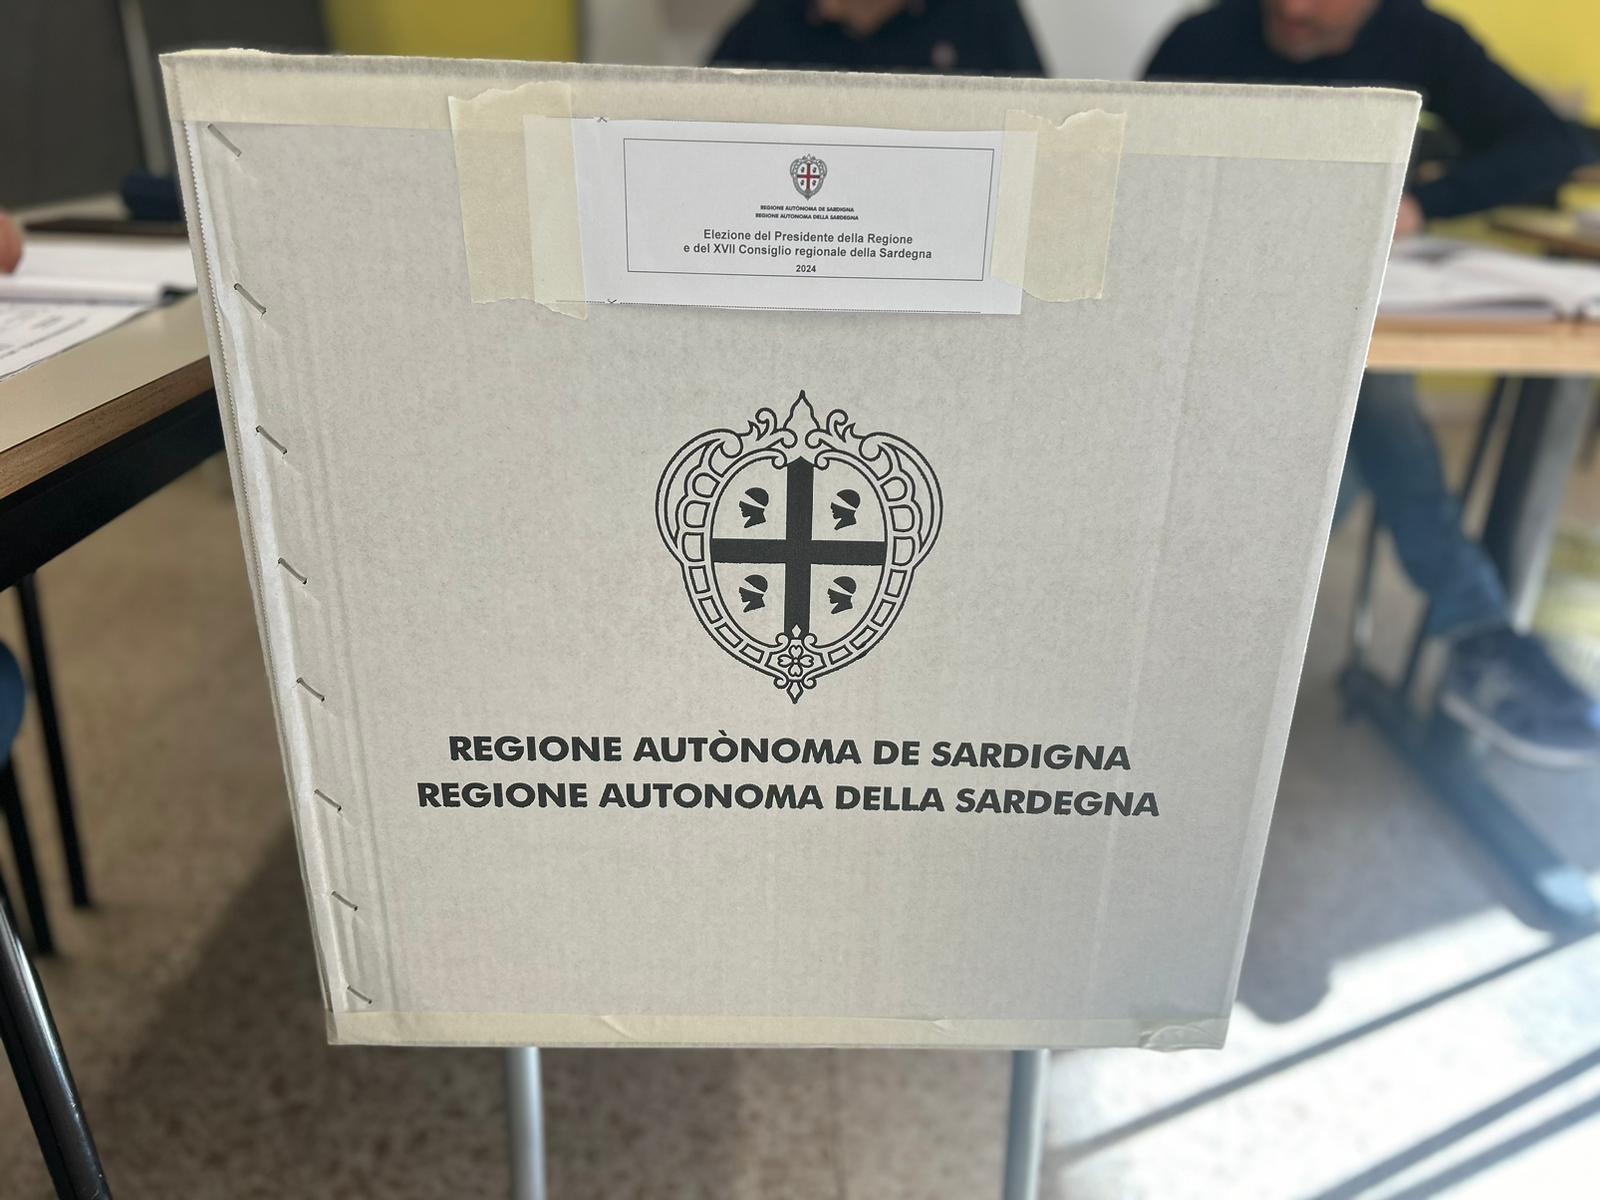 REGIONE AUTÒNOMA DE SARDIGNA
REGIONE AUTONOMA DELLA SARDEGNA
Elezione del Presidente della Regione
e del XVII Consiglio regionale della Sardegna
2024
REGIONE AUTÒNOMA DE SARDIGNA
REGIONE AUTONOMA DELLA SARDEGNA